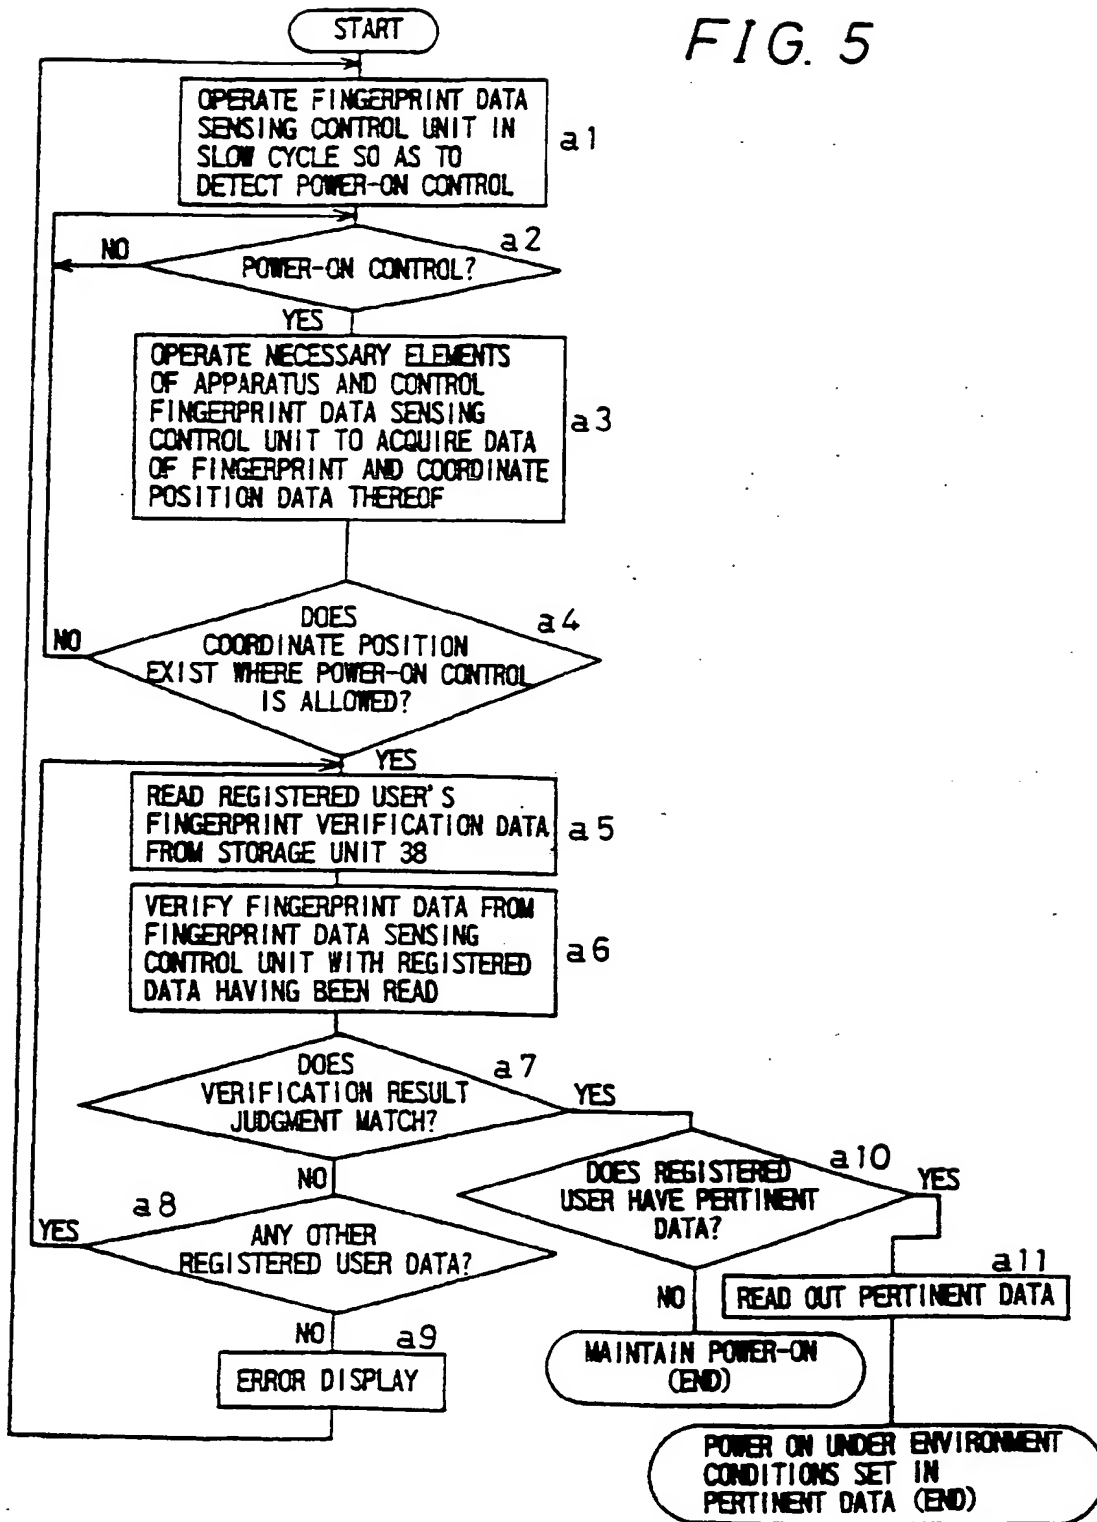 FIG. 5
START
OPERATE FINGERPRINT DATA
SENSING CONTROL UNIT IN
SLOW CYCLE SO AS TO
DETECT POWER-ON CONTROL
a1
a2
NO
POWER-ON CONTROL?
YES
OPERATE NECESSARY ELEMENTS
OF APPARATUS AND CONTROL
FINGERPRINT DATA SENSING
CONTROL UNIT TO ACQUIRE DATA
OF FINGERPRINT AND COORDINATE
POSITION DATA THEREOF
a3
a4
DOES
COORDINATE POSITION
EXIST WHERE POWER-ON CONTROL
IS ALLOWED?
NO
YES
READ REGISTERED USER'S
FINGERPRINT VERIFICATION DATA
FROM STORAGE UNIT 38
a5
VERIFY FINGERPRINT DATA FROM
FINGERPRINT DATA SENSING
CONTROL UNIT WITH REGISTERED
DATA HAVING BEEN READ
a6
DOES
VERIFICATION RESULT
JUDGMENT MATCH?
a7
YES
NO
a8
YES
ANY OTHER
REGISTERED USER DATA?
NO
a9
ERROR DISPLAY
a10
DOES REGISTERED
USER HAVE PERTINENT
DATA?
YES
NO
a11
READ OUT PERTINENT DATA
MAINTAIN POWER-ON
(END)
POWER ON UNDER ENVIRONMENT
CONDITIONS SET IN
PERTINENT DATA (END)